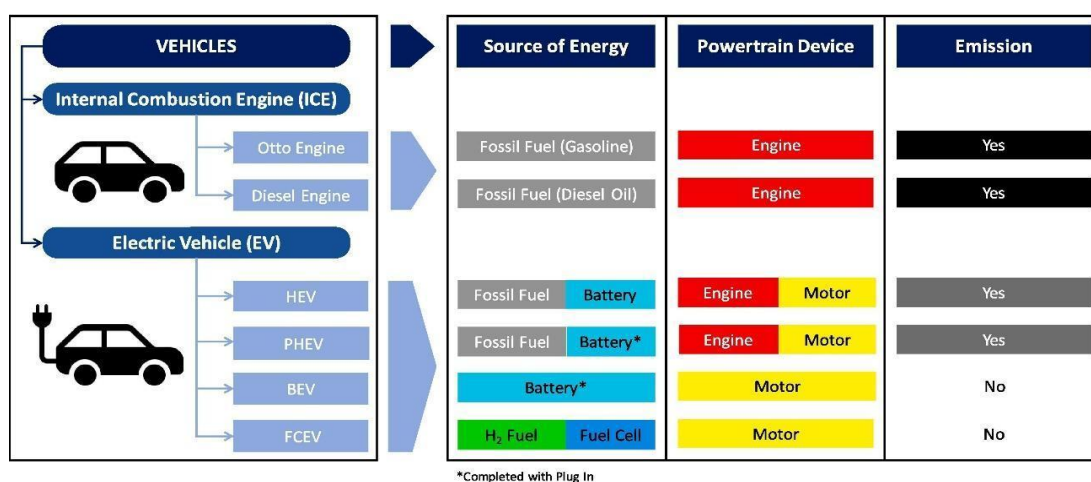 VEHICLES
Source of Energy
Powertrain Device
Emission
Internal Combustion Engine (ICE)
Otto Engine
Fossil Fuel (Gasoline)
Engine
Yes
Diesel Engine
Fossil Fuel (Diesel Oil)
Engine
Yes
Electric Vehicle (EV)
HEV
Fossil Fuel
Battery
Engine
Motor
Yes
PHEV
Fossil Fuel
Battery*
Engine
Motor
Yes
BEV
Battery*
Motor
No
FCEV
H₂ Fuel
Fuel Cell
Motor
No
*Completed with Plug In